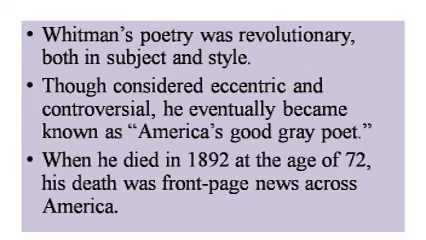 • Whitman's poetry was revolutionary,
both in subject and style.
• Though considered eccentric and
controversial, he eventually became
known as “America's good gray poet.”
• When he died in 1892 at the age of 72,
his death was front-page news across
America.